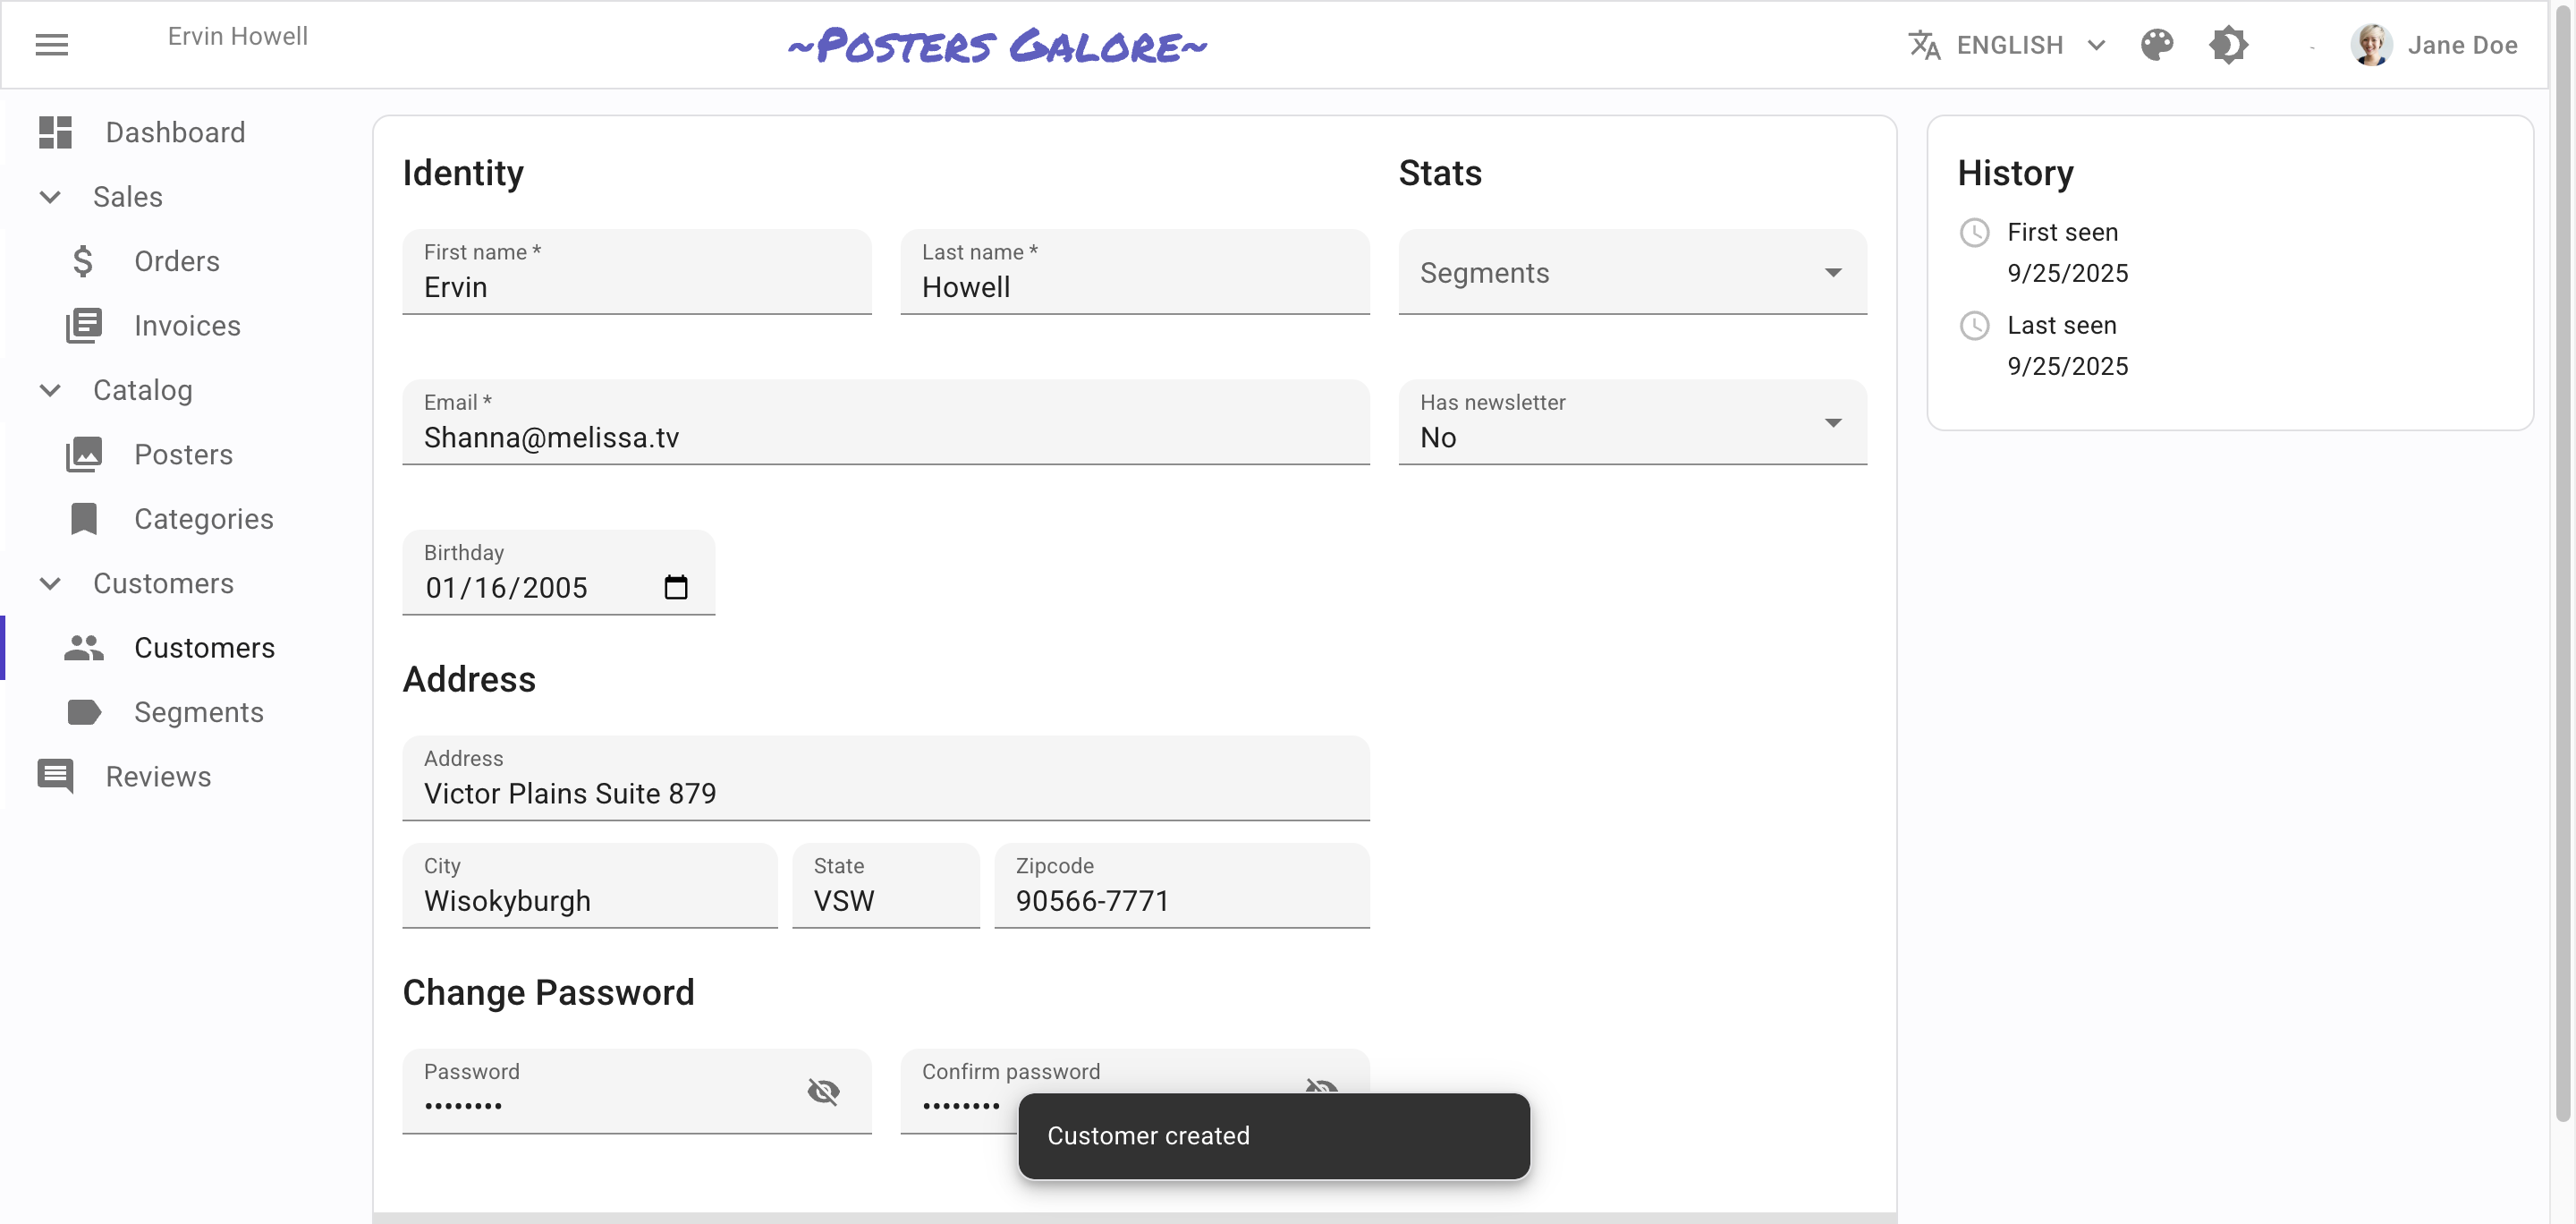 Ervin Howell
~Posters Galore~
ENGLISH
Jane Doe
Dashboard
Sales
Orders
Invoices
Catalog
Posters
Categories
Customers
Customers
Segments
Reviews
Identity
First name *
Ervin
Last name *
Howell
Email *
Shanna@melissa.tv
Birthday
01/16/2005
Address
Address
Victor Plains Suite 879
City
Wisokyburgh
State
VSW
Zipcode
90566-7771
Change Password
Password
••••••••
Confirm password
••••••••
Stats
Segments
Has newsletter
No
History
First seen
9/25/2025
Last seen
9/25/2025
Customer created